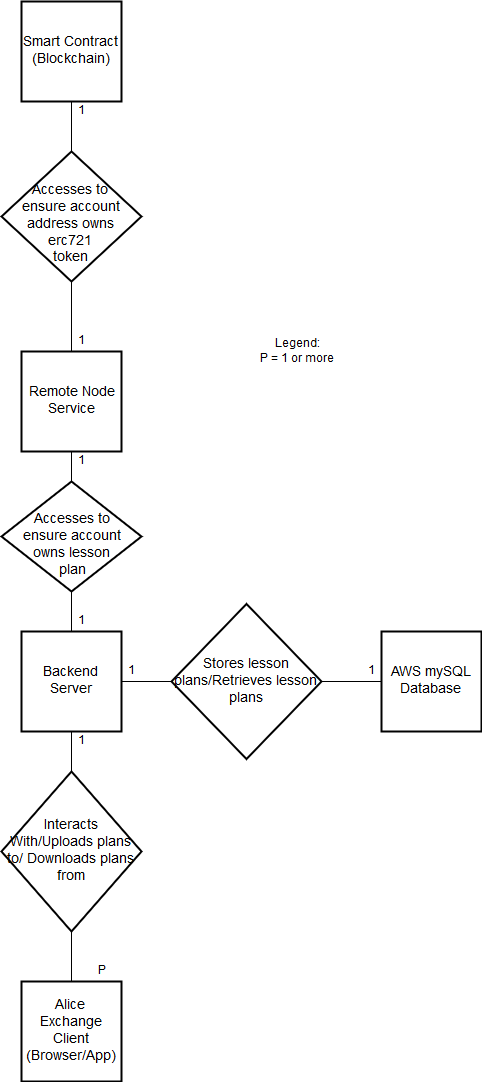 Smart Contract
(Blockchain)
1
Accesses to
ensure account
address owns
erc721
token
1
Legend:
P = 1 or more
Remote Node
Service
1
Accesses to
ensure account
owns lesson
plan
1
Backend
Server
1
Stores lesson
plans/Retrieves lesson
plans
1
AWS mySQL
Database
1
Interacts
With/Uploads plans
to/ Downloads plans
from
P
Alice
Exchange
Client
(Browser/App)